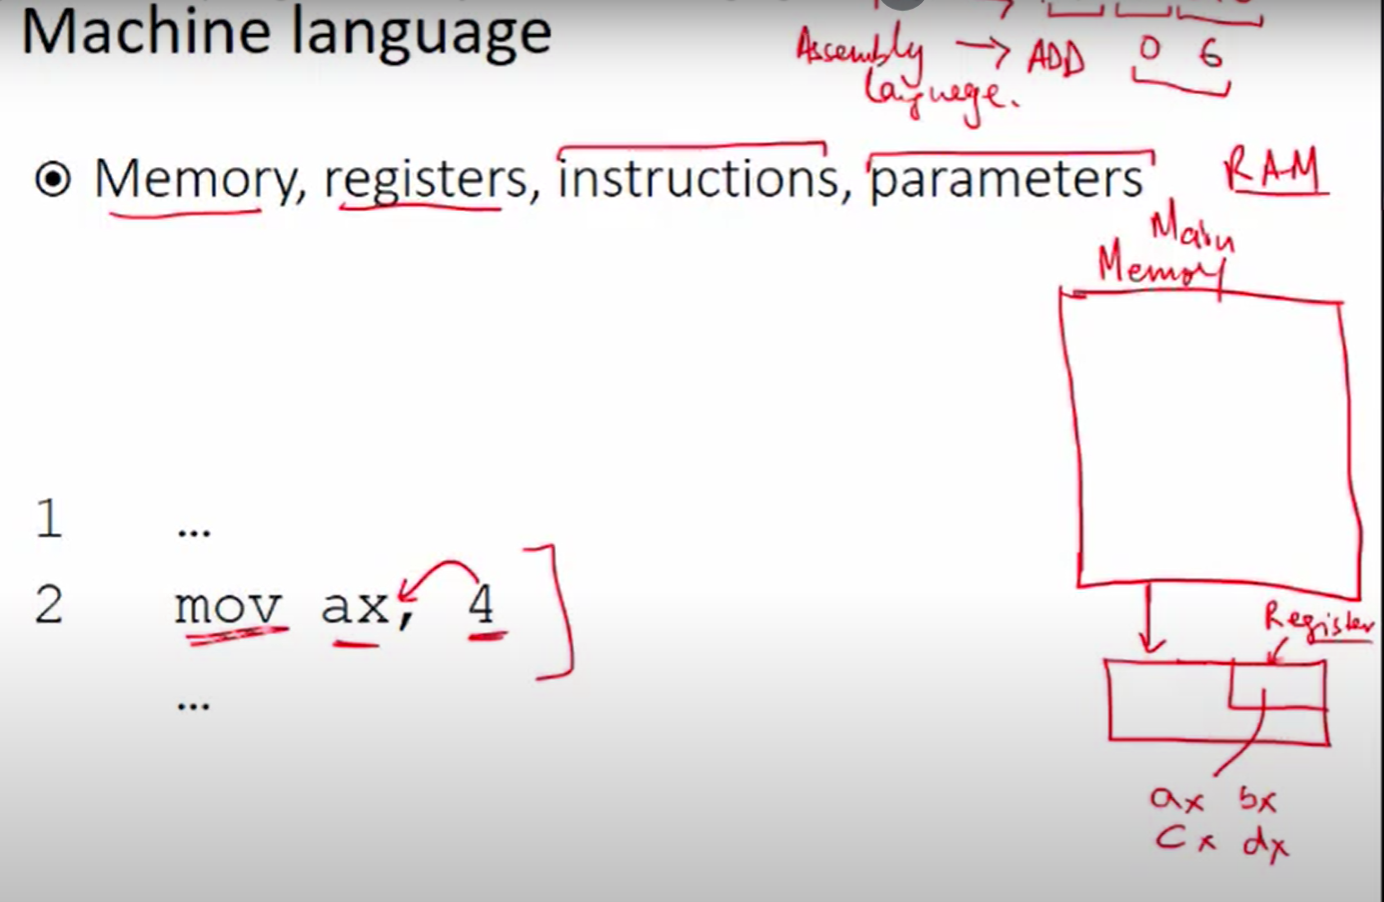 Machine language
Assembly → ADD 0 6
language.
⦿ Memory, registers, instructions, parameters
RAM
Main
Memory
1 …
2 mov ax, 4
…
Register
ax bx
cx dx